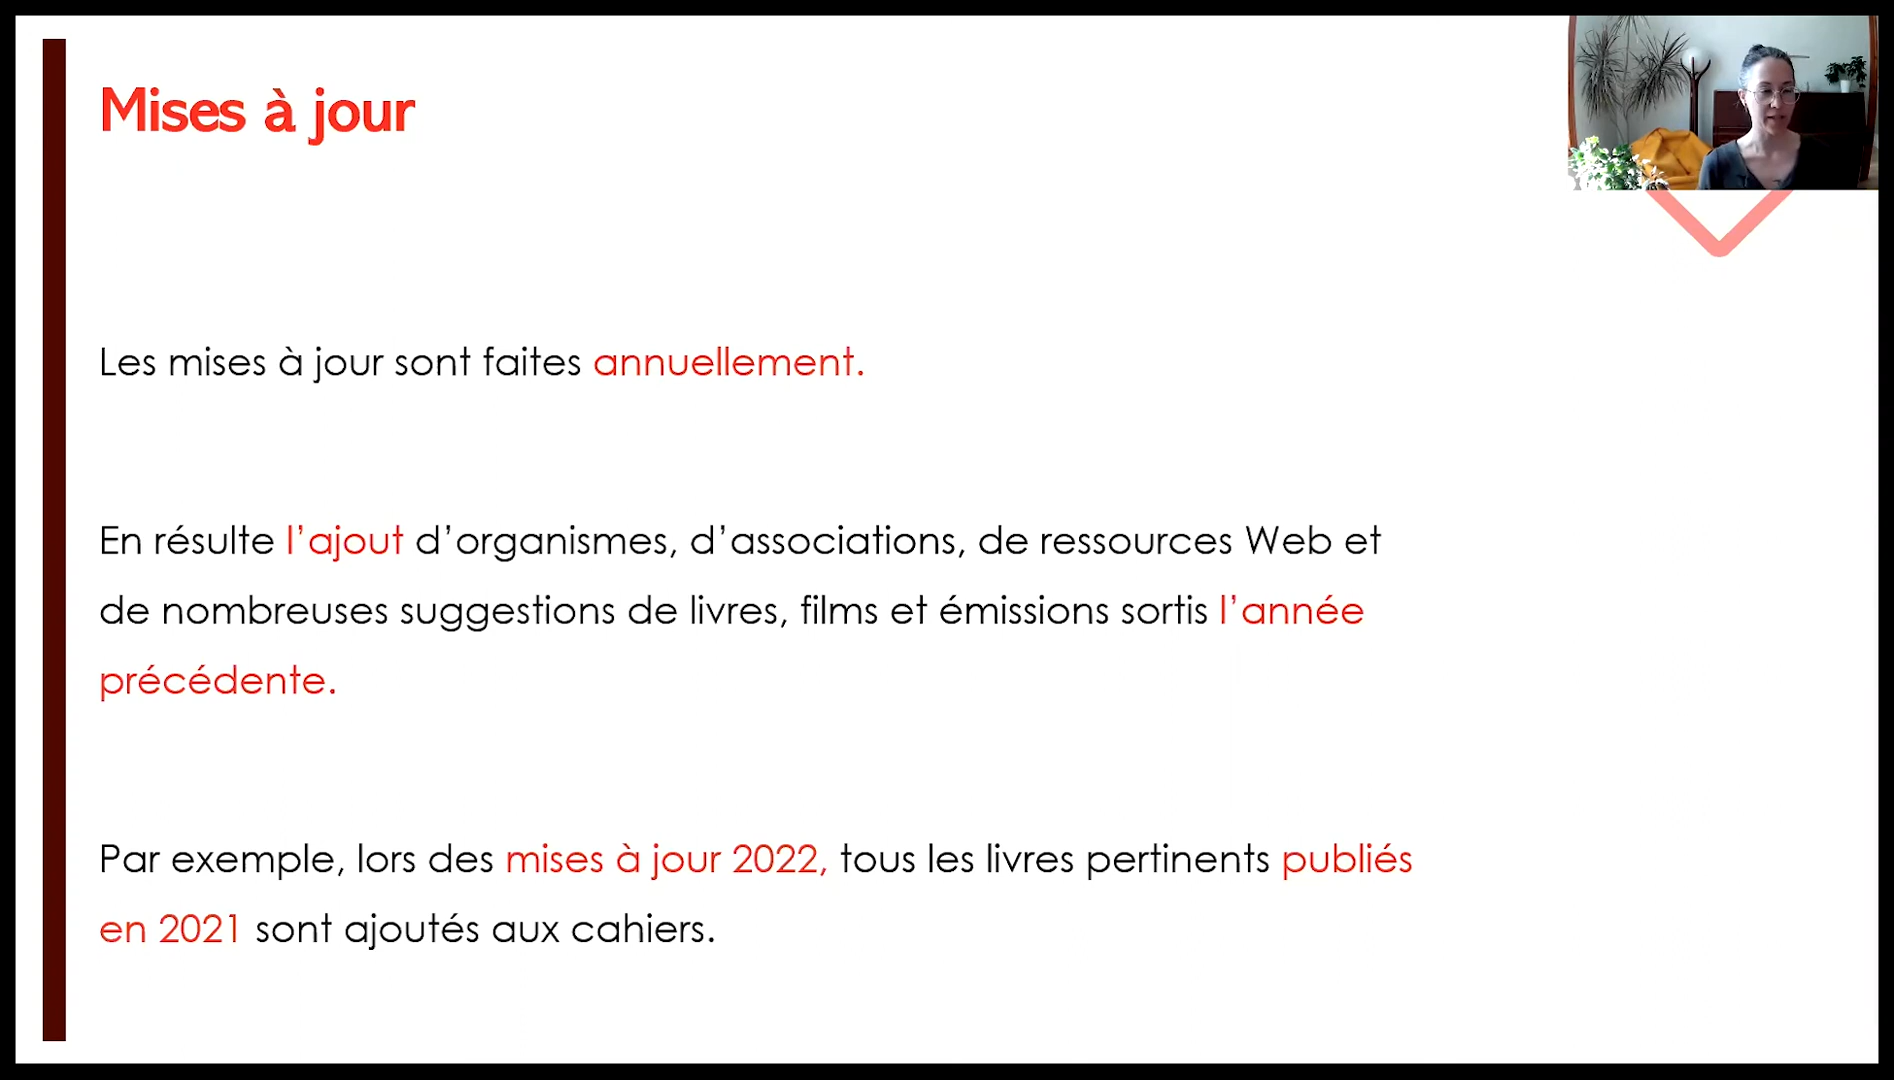 Mises à jour
Les mises à jour sont faites annuellement.
En résulte l’ajout d’organismes, d’associations, de ressources Web et
de nombreuses suggestions de livres, films et émissions sortis l’année
précédente.
Par exemple, lors des mises à jour 2022, tous les livres pertinents publiés
en 2021 sont ajoutés aux cahiers.